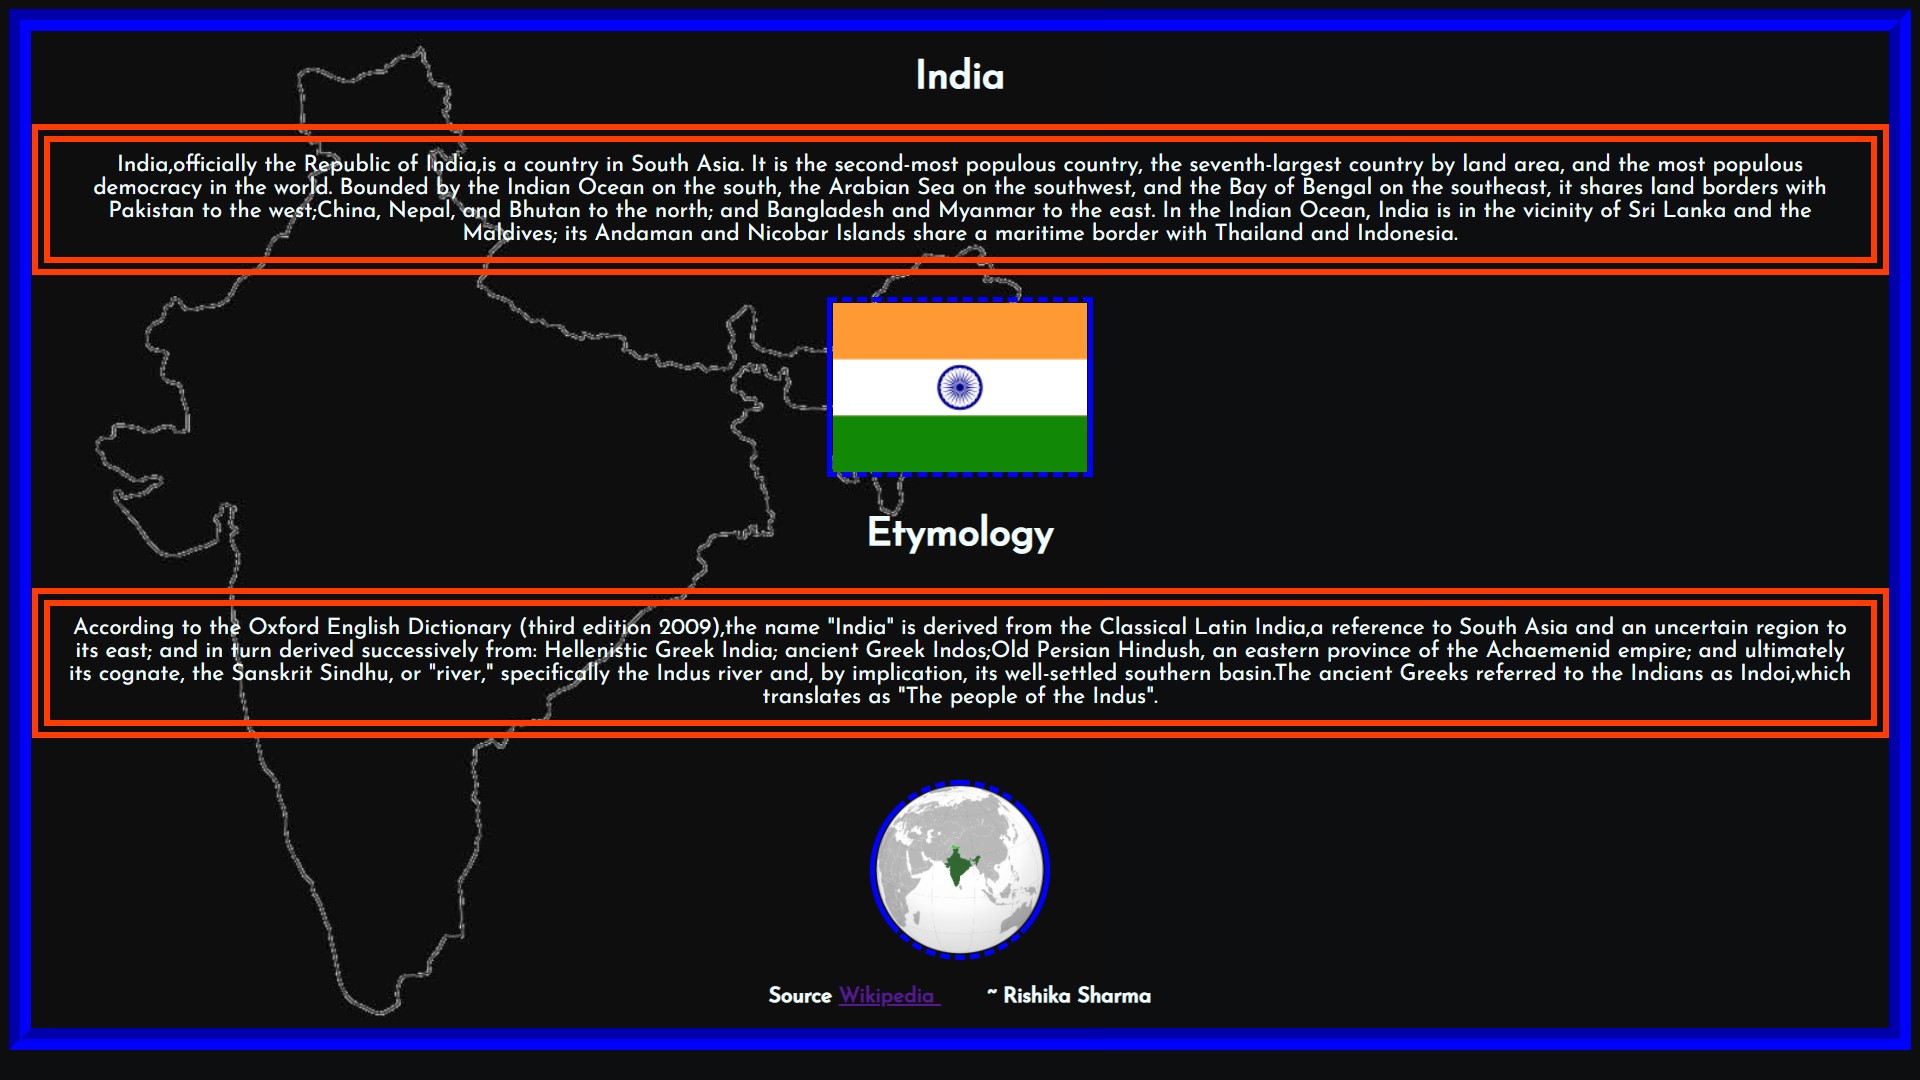 India
India,officially the Republic of India,is a country in South Asia. It is the second-most populous country, the seventh-largest country by land area, and the most populous
democracy in the world. Bounded by the Indian Ocean on the south, the Arabian Sea on the southwest, and the Bay of Bengal on the southeast, it shares land borders with
Pakistan to the west;China, Nepal, and Bhutan to the north; and Bangladesh and Myanmar to the east. In the Indian Ocean, India is in the vicinity of Sri Lanka and the
Maldives; its Andaman and Nicobar Islands share a maritime border with Thailand and Indonesia.
Etymology
According to the Oxford English Dictionary (third edition 2009),the name "India" is derived from the Classical Latin India,a reference to South Asia and an uncertain region to
its east; and in turn derived successively from: Hellenistic Greek India; ancient Greek Indos;Old Persian Hindush, an eastern province of the Achaemenid empire; and ultimately
its cognate, the Sanskrit Sindhu, or "river," specifically the Indus river and, by implication, its well-settled southern basin.The ancient Greeks referred to the Indians as Indoi,which
translates as "The people of the Indus".
Source Wikipedia ~ Rishika Sharma